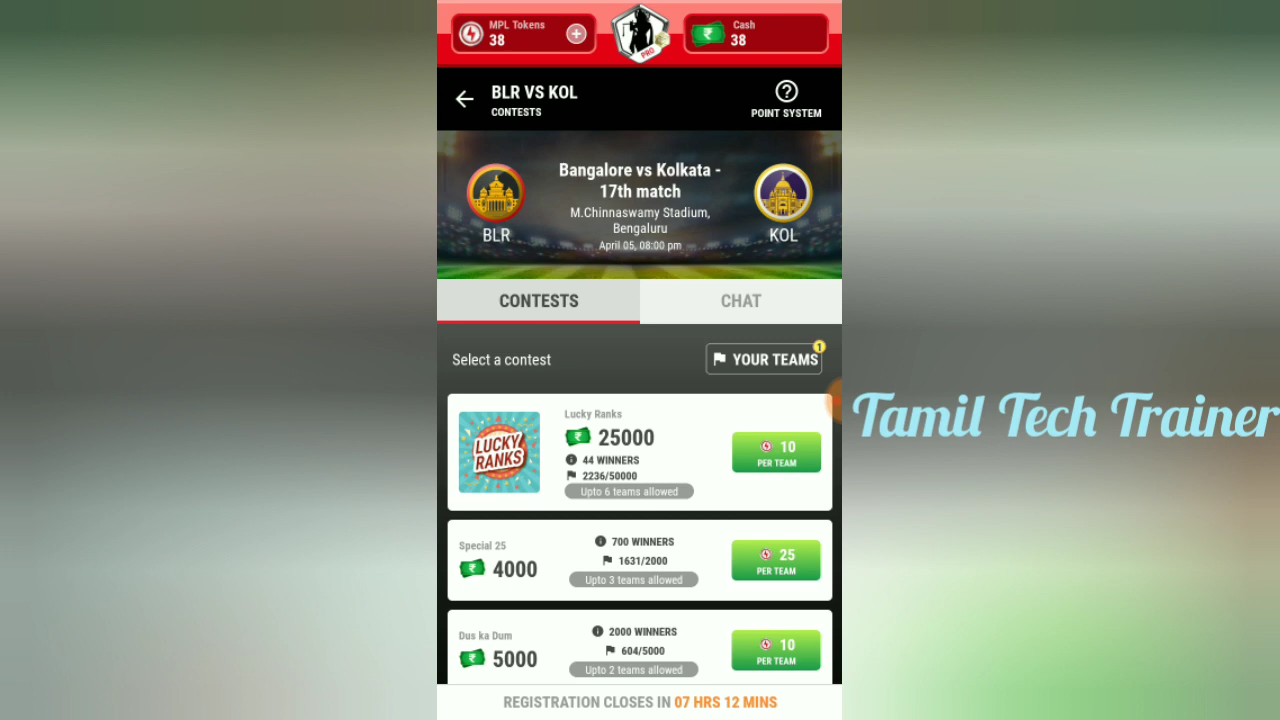 MPL Tokens
38
PRO
Cash
38
BLR VS KOL
CONTESTS
POINT SYSTEM
Bangalore vs Kolkata -
17th match
M.Chinnaswamy Stadium,
Bengaluru
April 05, 08:00 pm
BLR
KOL
CONTESTS
CHAT
Select a contest
YOUR TEAMS
1
LUCKY
RANKS
Lucky Ranks
25000
44 WINNERS
2236/50000
Upto 6 teams allowed
10
PER TEAM
Tamil Tech Trainer
Special 25
4000
700 WINNERS
1631/2000
Upto 3 teams allowed
25
PER TEAM
Dus ka Dum
5000
2000 WINNERS
604/5000
Upto 2 teams allowed
10
PER TEAM
REGISTRATION CLOSES IN 07 HRS 12 MINS